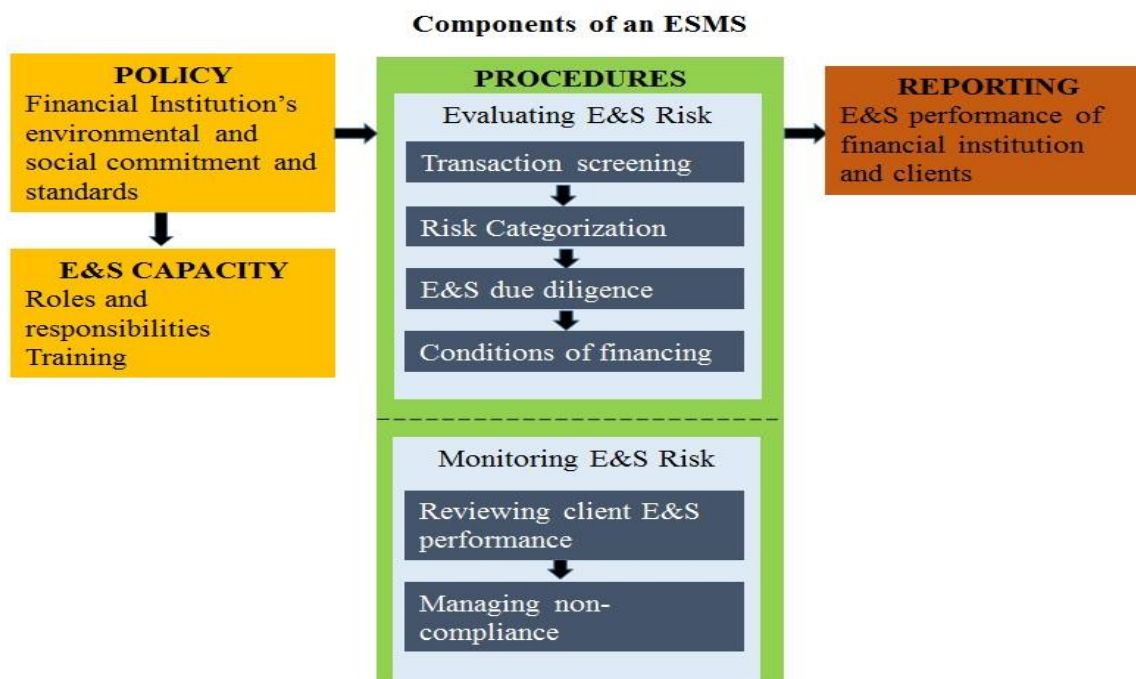 Components of an ESMS
POLICY
Financial Institution's
environmental and
social commitment and
standards
E&S CAPACITY
Roles and
responsibilities
Training
PROCEDURES
Evaluating E&S Risk
Transaction screening
Risk Categorization
E&S due diligence
Conditions of financing
Monitoring E&S Risk
Reviewing client E&S
performance
Managing non-
compliance
REPORTING
E&S performance of
financial institution
and clients